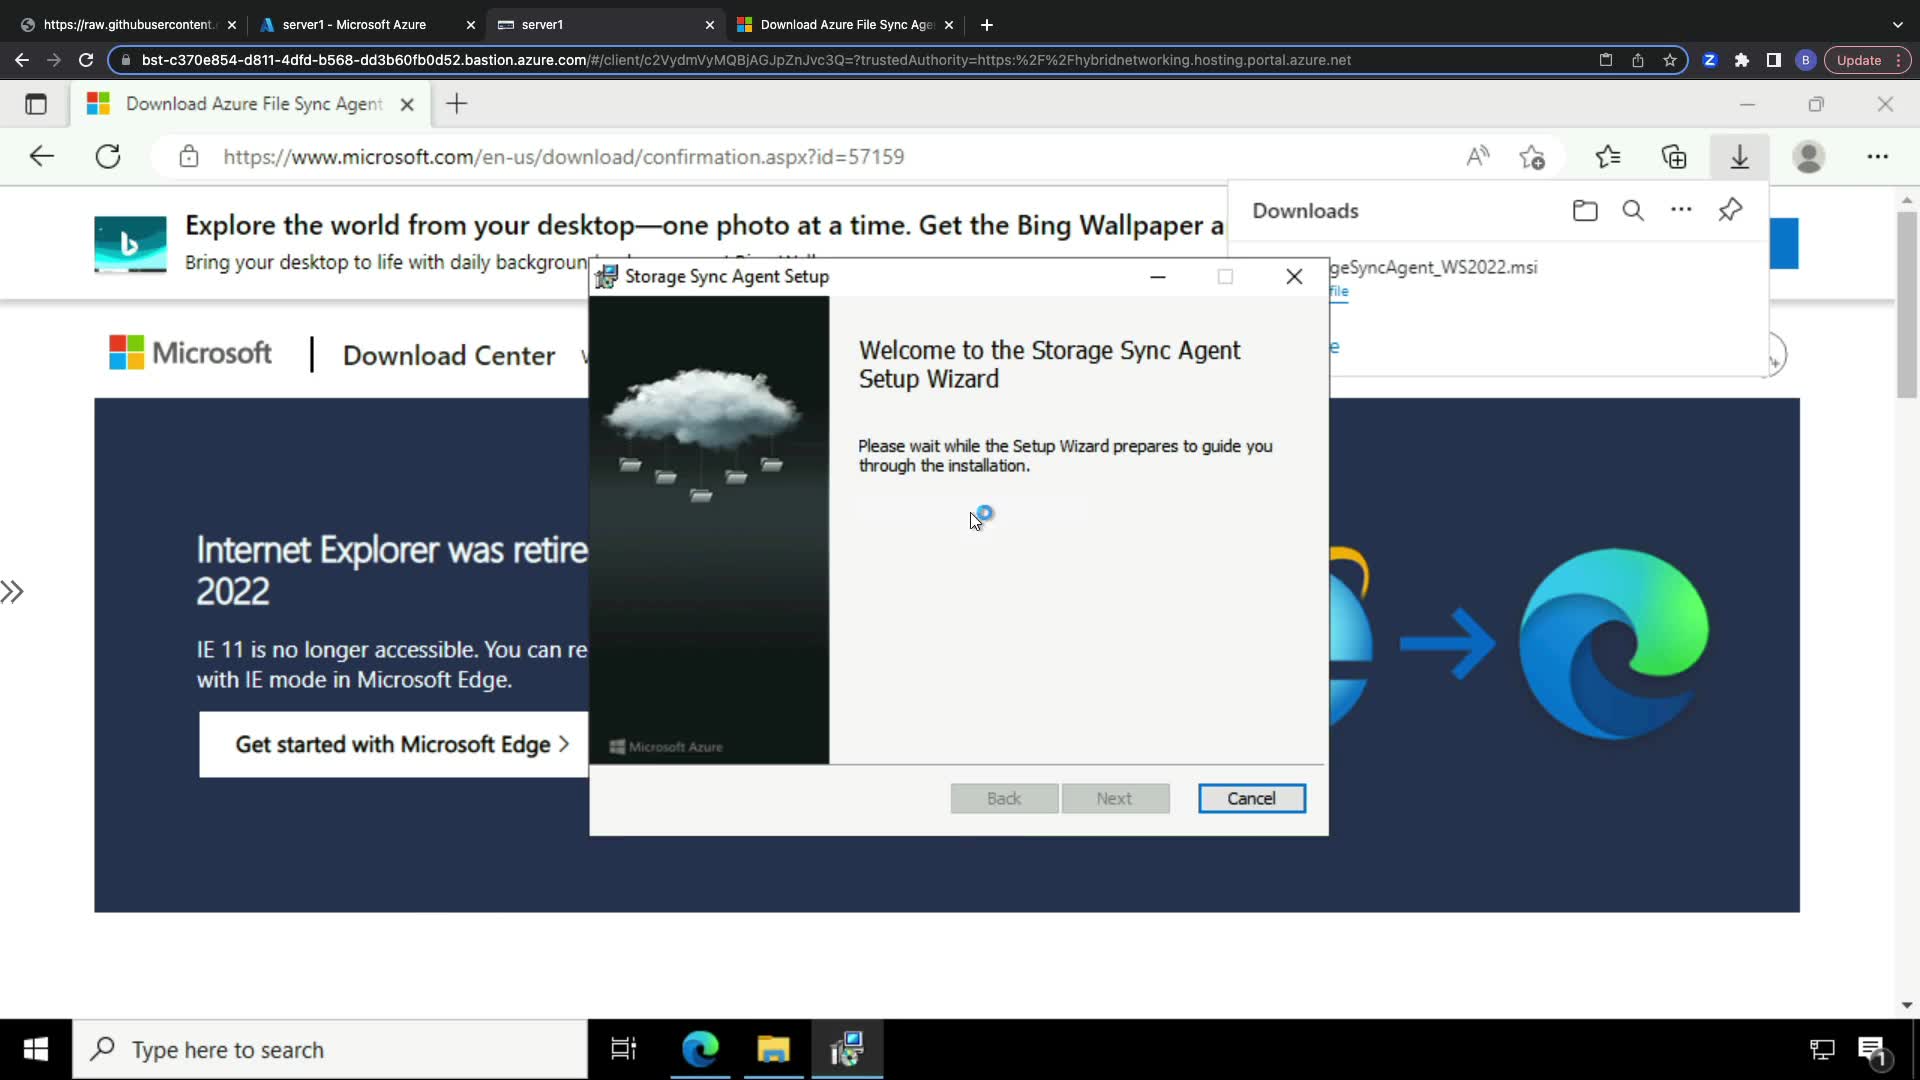 https://raw.githubusercontent.
server1 - Microsoft Azure
server1
Download Azure File Sync Age
bst-c370e854-d811-4dfd-b568-dd3b60fb0d52.bastion.azure.com/#/client/c2VydmVyMQBjAGJpZnJvc3Q=?trustedAuthority=https:%2F%2Fhybridnetworking.hosting.portal.azure.net
Z
B
Update
Download Azure File Sync Agent
https://www.microsoft.com/en-us/download/confirmation.aspx?id=57159
Explore the world from your desktop—one photo at a time. Get the Bing Wallpaper a
Bring your desktop to life with daily backgroun
Downloads
geSyncAgent_WS2022.msi
file
e
Storage Sync Agent Setup
Microsoft
Download Center
Welcome to the Storage Sync Agent
Setup Wizard
Please wait while the Setup Wizard prepares to guide you
through the installation.
Internet Explorer was retire
2022
IE 11 is no longer accessible. You can re
with IE mode in Microsoft Edge.
Get started with Microsoft Edge >
Microsoft Azure
Back
Next
Cancel
Type here to search
1